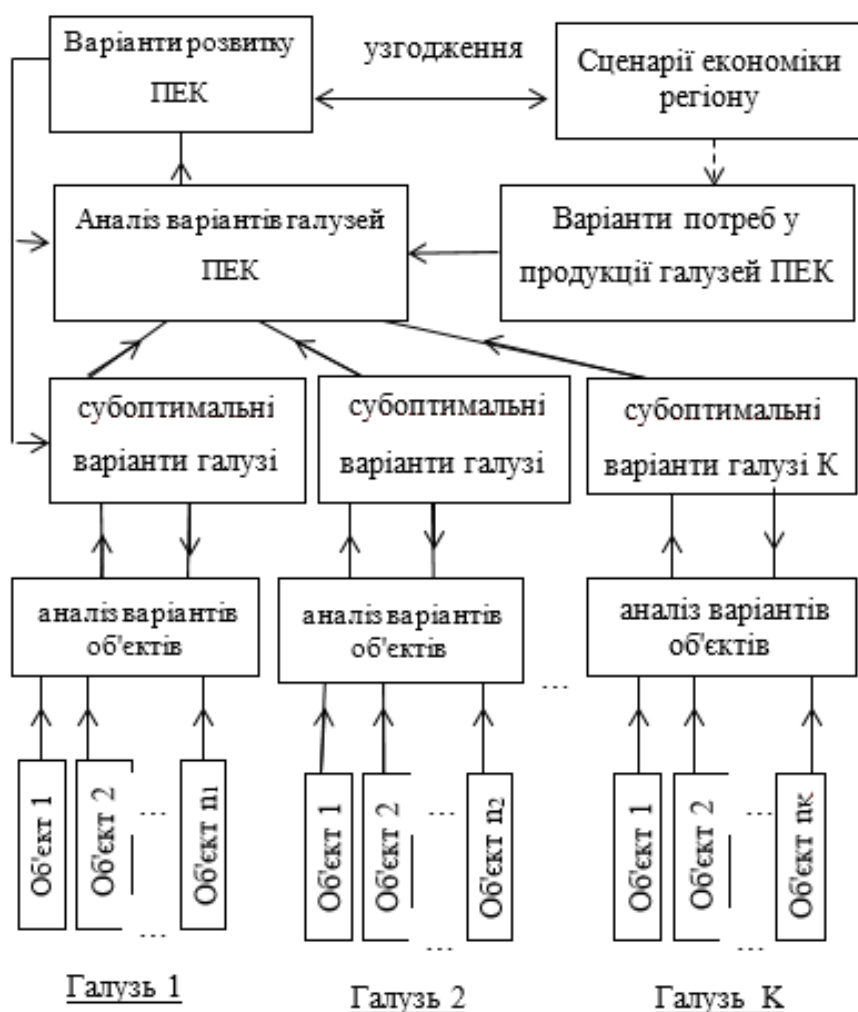 Варіанти розвитку
ПЕК
узгодження
Сценарії економіки
регіону
Аналіз варіантів галузей
ПЕК
Варіанти потреб у
продукції галузей ПЕК
субоптимальні
варіанти галузі
субоптимальні
варіанти галузі
субоптимальні
варіанти галузі К
аналіз варіантів
об'єктів
аналіз варіантів
об'єктів
аналіз варіантів
об'єктів
...
Об'єкт 1
Об'єкт 2
...
...
Об'єкт n1
Об'єкт 1
Об'єкт 2
...
...
Об'єкт n2
Об'єкт 1
Об'єкт 2
...
...
Об'єкт nК
Галузь 1
Галузь 2
Галузь К